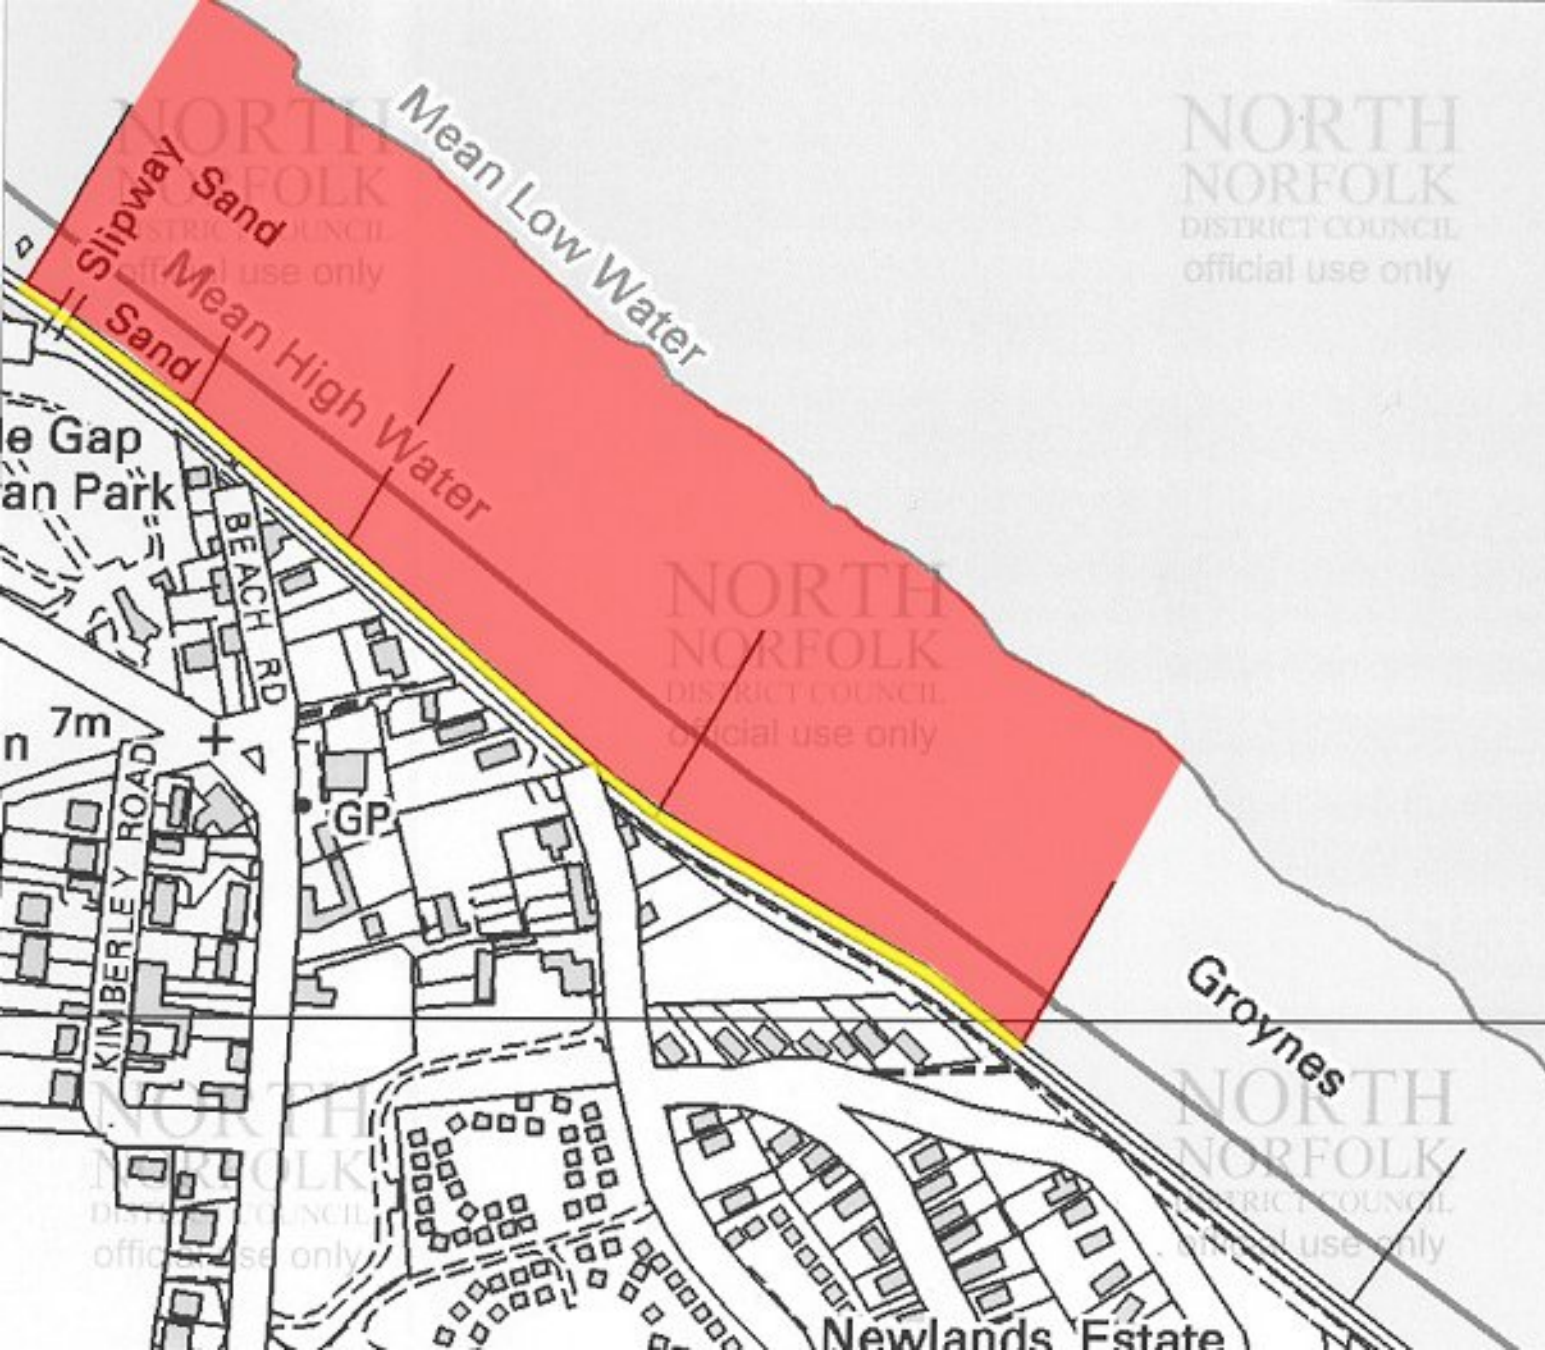 NORTH
NORFOLK
DISTRICT COUNCIL
official use only
Mean Low Water
NORTH
NORFOLK
DISTRICT COUNCIL
official use only
Slipway
Sand
Mean High Water
Sand
le Gap
van Park
BEACH RD
NORTH
NORFOLK
DISTRICT COUNCIL
official use only
7m
n
KIMBERLEY ROAD
GP
Groynes
NORTH
NORFOLK
DISTRICT COUNCIL
official use only
NORTH
NORFOLK
DISTRICT COUNCIL
official use only
Newlands Estate